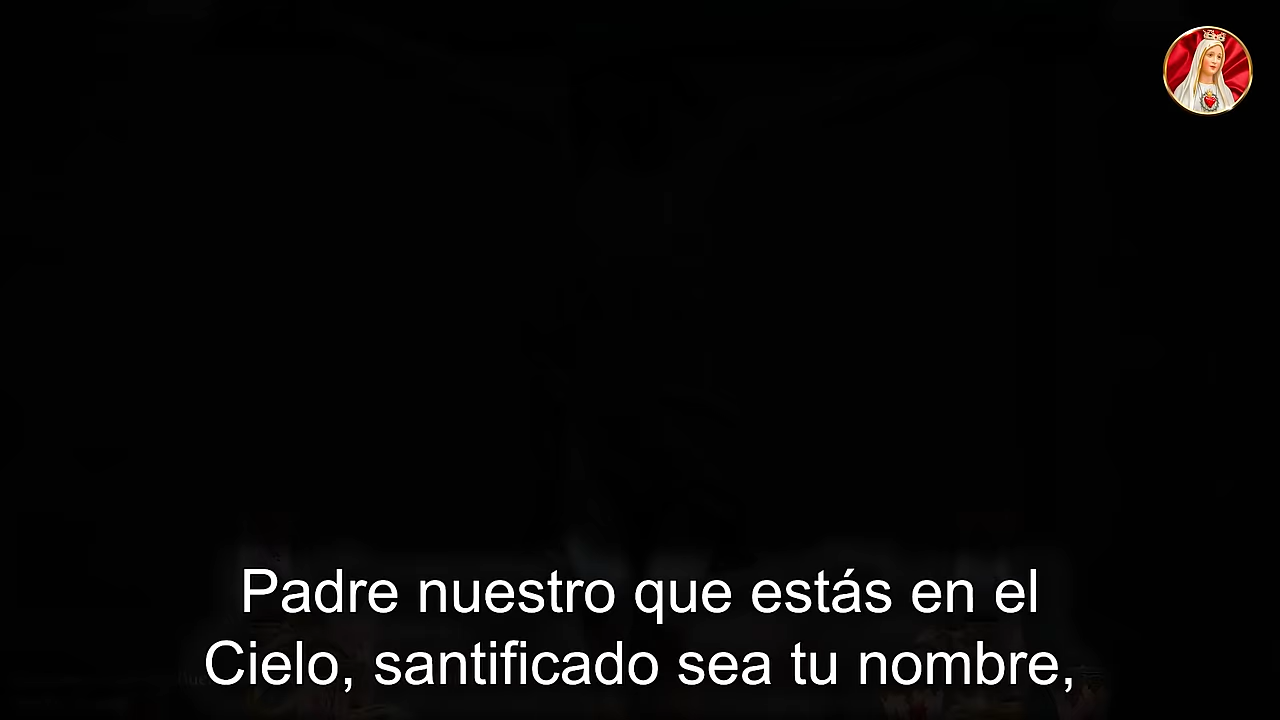 Padre nuestro que estás en el
Cielo, santificado sea tu nombre,